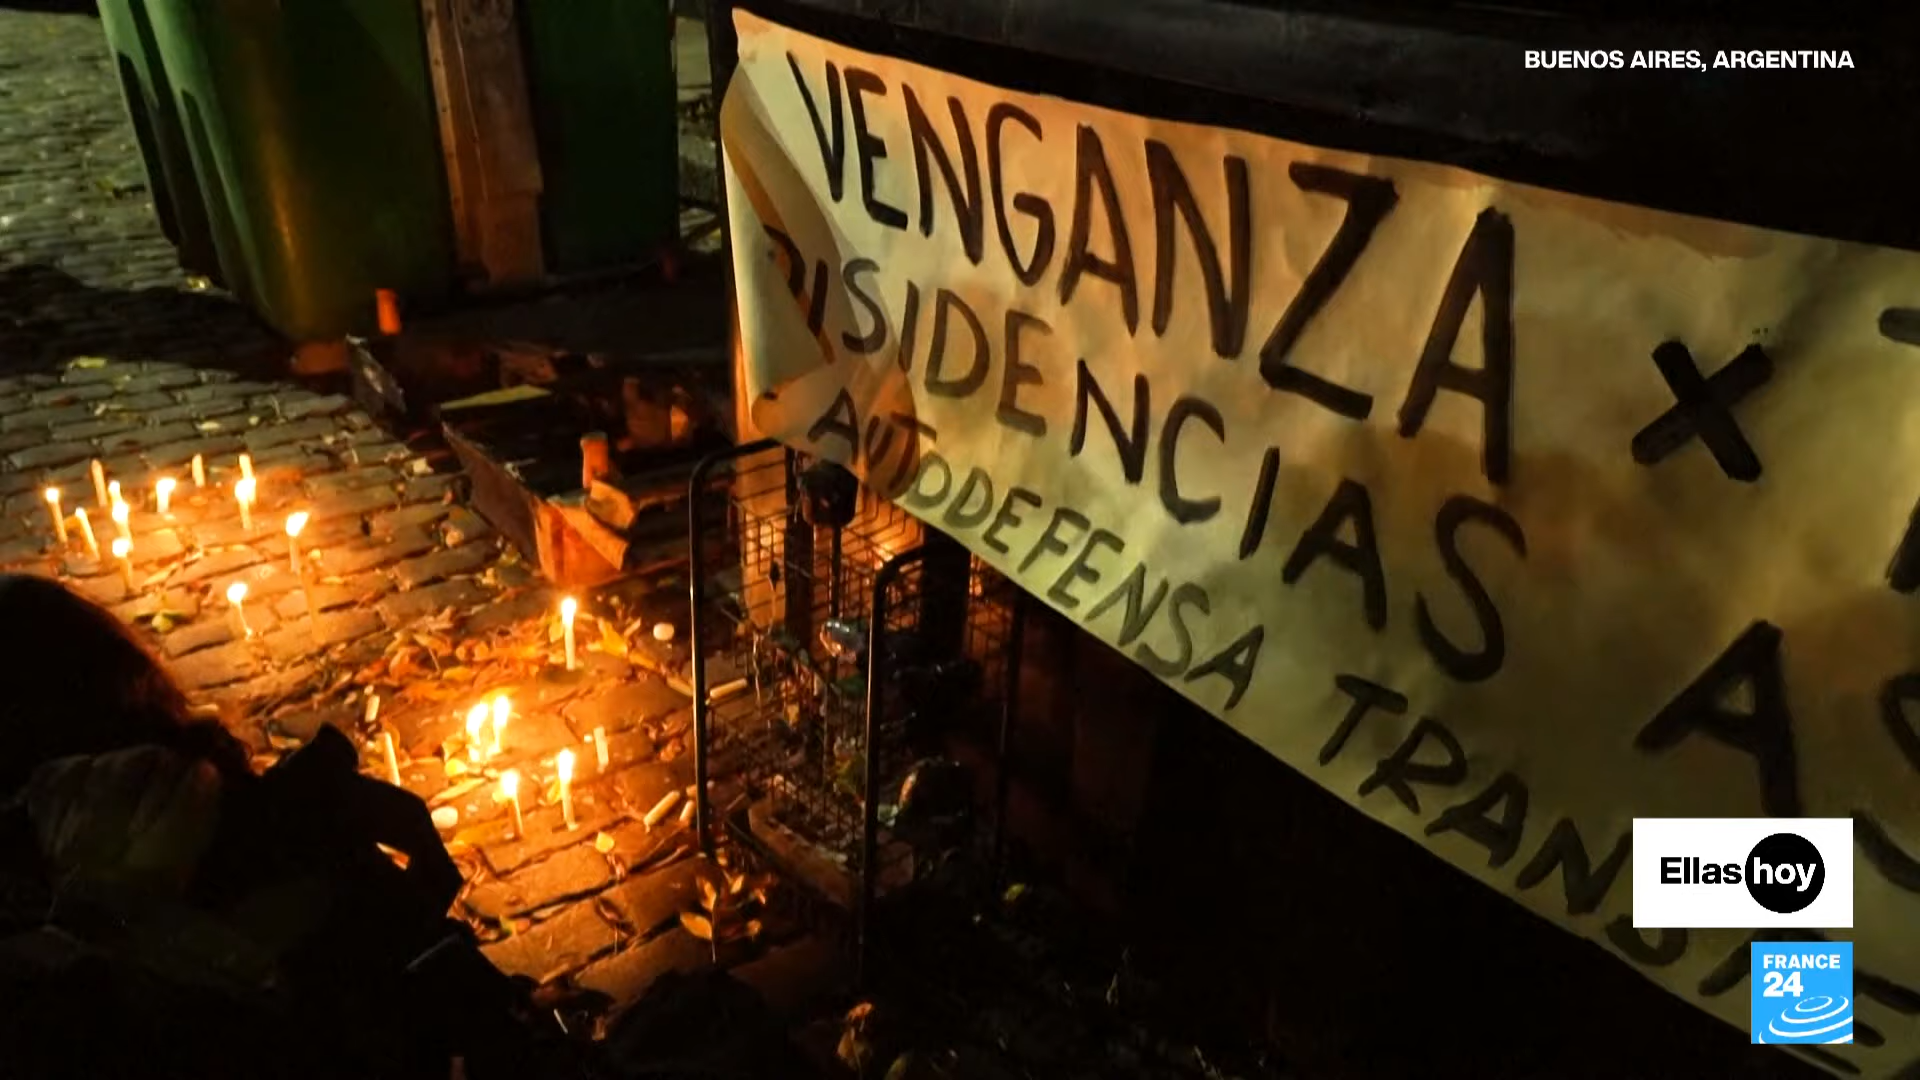 BUENOS AIRES, ARGENTINA
VENGANZA X
DISIDENCIAS
AUTODEFENSA TRANS
Ellas hoy
FRANCE
24